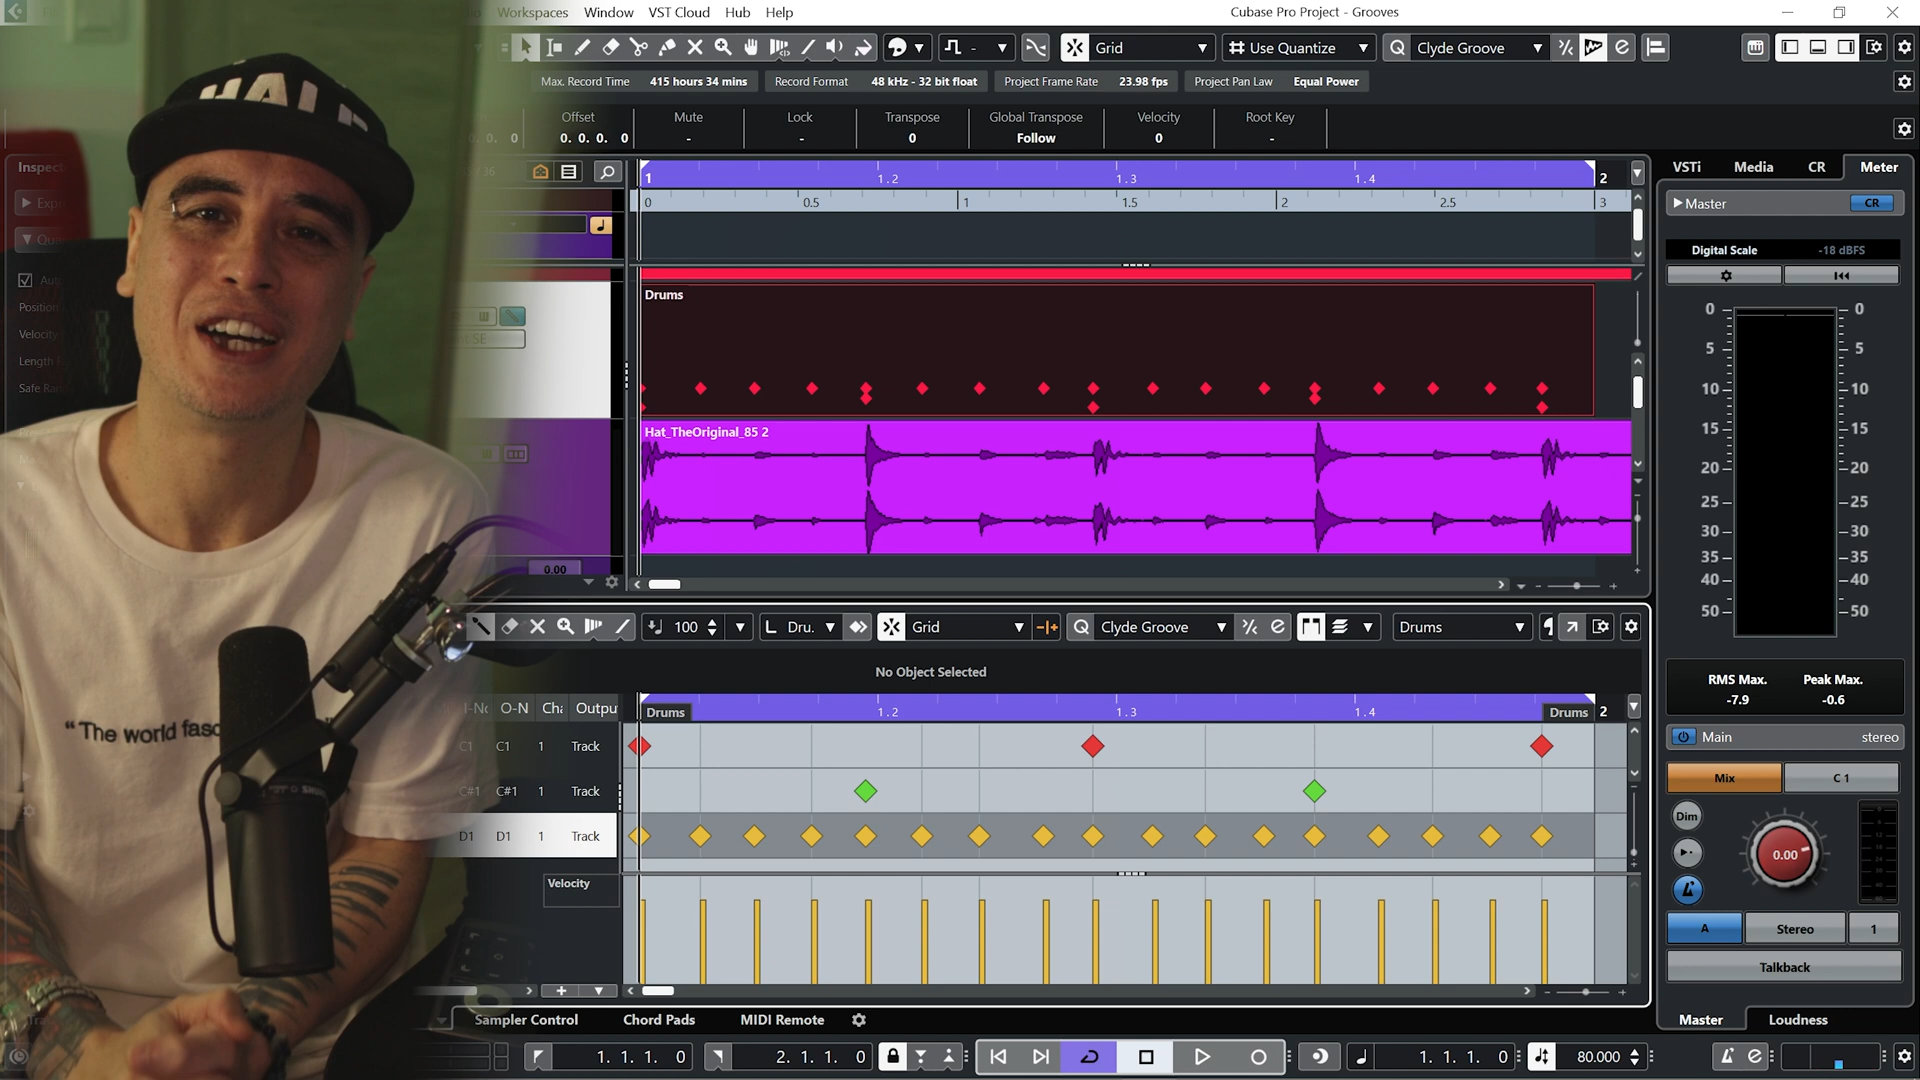 Workspaces Window VST Cloud Hub Help
Cubase Pro Project - Grooves
Grid
Use Quantize
Clyde Groove
Max. Record Time 415 hours 34 mins
Record Format 48 kHz - 32 bit float
Project Frame Rate 23.98 fps
Project Pan Law Equal Power
Offset Mute Lock Transpose Global Transpose Velocity Root Key
0. 0. 0. 0 - - 0 Follow 0 -
Inspect
VSTi Media CR Meter
1 1.2 1.3 1.4 2
0 0.5 1 1.5 2 2.5 3
Master CR
Digital Scale -18 dBFS
Drums
Hat_TheOriginal_85 2
0.00
0 0
5 5
10 10
15 15
20 20
25 25
30 30
35 35
40 40
50 50
100 L Dru. Grid Clyde Groove Drums
No Object Selected
O-N Outpu
Drums 1.2 1.3 1.4 Drums 2
C1 C1 1 Track
C#1 C#1 1 Track
D1 D1 1 Track
Velocity
RMS Max. Peak Max.
-7.9 -0.6
Main stereo
Mix C 1
Dim
0.00
A Stereo 1
Talkback
Master Loudness
Sampler Control Chord Pads MIDI Remote
1. 1. 1. 0
2. 1. 1. 0
1. 1. 1. 0
80.000
“The world fasc